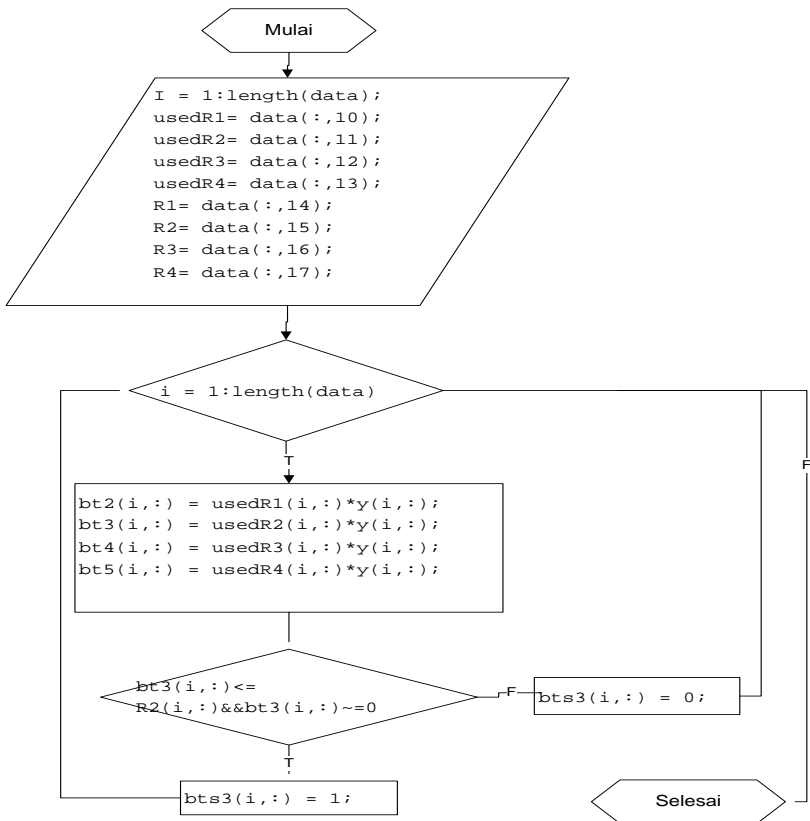 Mulai
I = 1:length(data);
usedR1= data(:,10);
usedR2= data(:,11);
usedR3= data(:,12);
usedR4= data(:,13);
R1= data(:,14);
R2= data(:,15);
R3= data(:,16);
R4= data(:,17);
i = 1:length(data)
T
F
bt2(i,:) = usedR1(i,:)*y(i,:);
bt3(i,:) = usedR2(i,:)*y(i,:);
bt4(i,:) = usedR3(i,:)*y(i,:);
bt5(i,:) = usedR4(i,:)*y(i,:);
bt3(i,:)<=
R2(i,:)&&bt3(i,:)~=0
F
bts3(i,:) = 0;
T
bts3(i,:) = 1;
Selesai